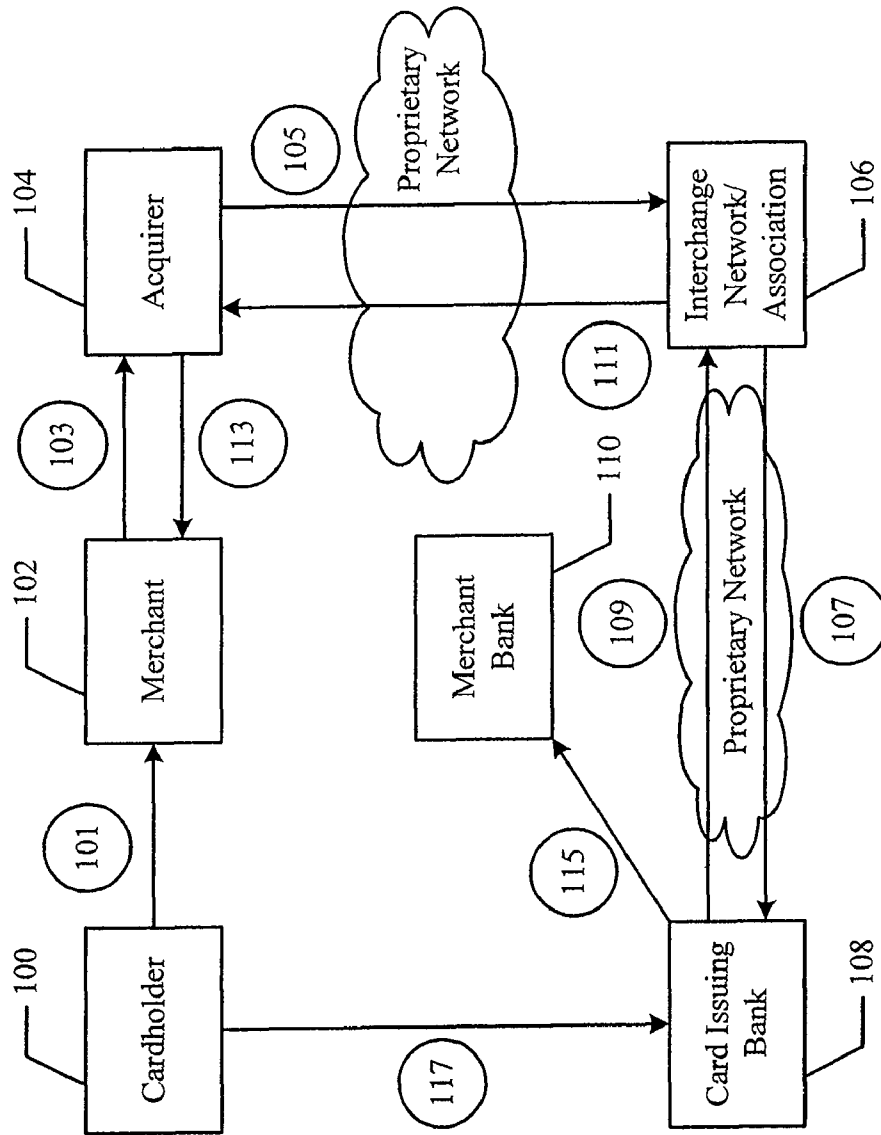 100
102
104
101
103
Cardholder
Merchant
Acquirer
113
105
117
Proprietary
Network
Merchant
Bank
110
115
109
111
Card Issuing
Bank
Proprietary Network
Interchange
Network/
Association
107
108
106